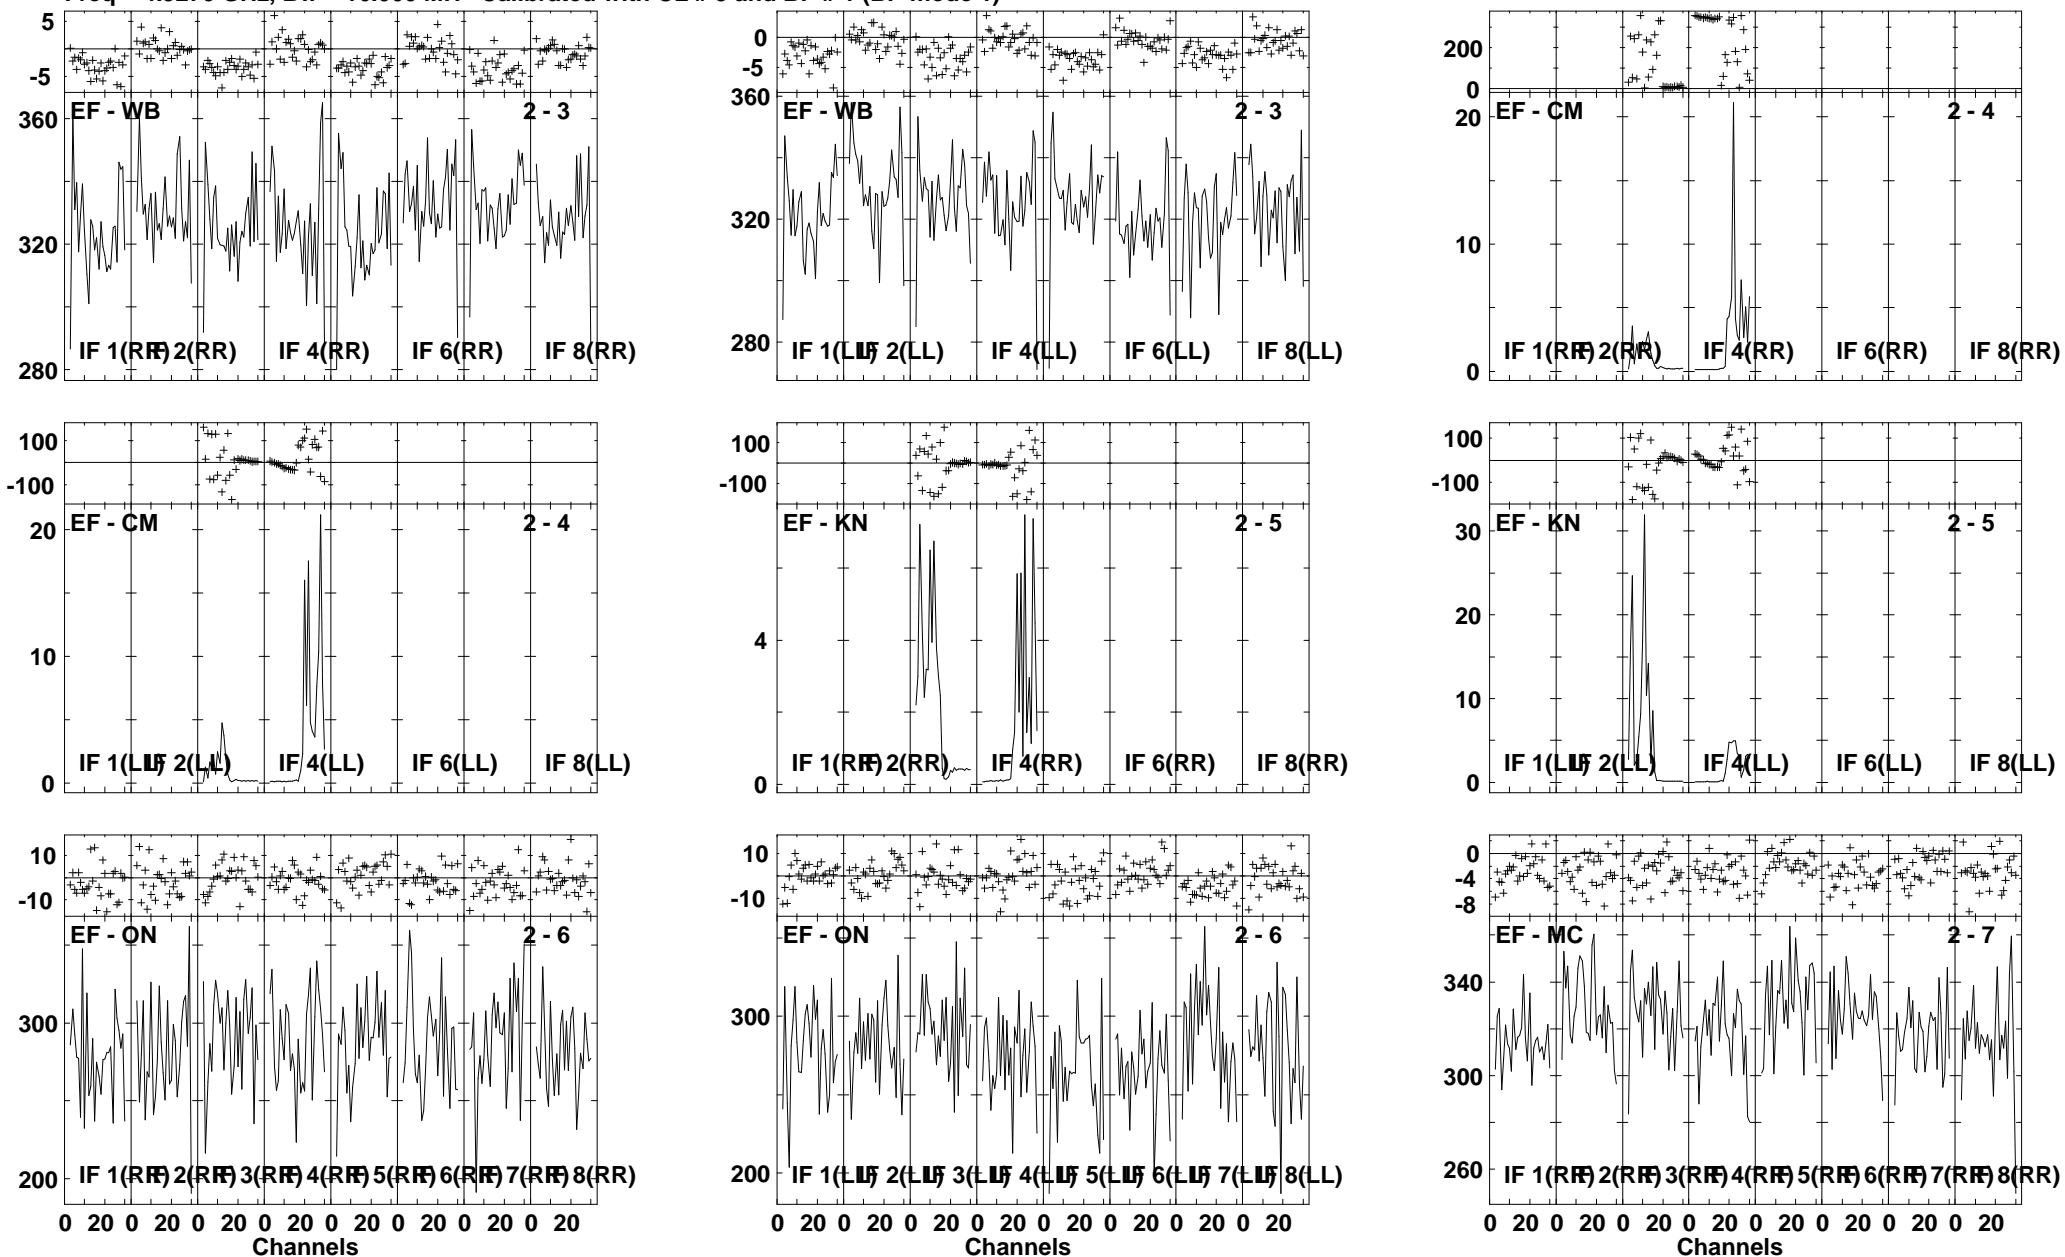 5
-5
EF - WB
2 - 3
360
320
280
IF 1(RR)
IF 2(RR)
IF 4(RR)
IF 6(RR)
IF 8(RR)
0
-5
EF - WB
2 - 3
360
320
280
IF 1(LL)
IF 2(LL)
IF 4(LL)
IF 6(LL)
IF 8(LL)
200
0
EF - CM
2 - 4
20
10
0
IF 1(RR)
IF 2(RR)
IF 4(RR)
IF 6(RR)
IF 8(RR)
100
-100
EF - CM
2 - 4
20
10
0
IF 1(LL)
IF 2(LL)
IF 4(LL)
IF 6(LL)
IF 8(LL)
100
-100
EF - KN
2 - 5
4
0
IF 1(RR)
IF 2(RR)
IF 4(RR)
IF 6(RR)
IF 8(RR)
100
-100
EF - KN
2 - 5
30
20
10
0
IF 1(LL)
IF 2(LL)
IF 4(LL)
IF 6(LL)
IF 8(LL)
10
-10
EF - ON
2 - 6
300
200
IF 1(RR)
IF 2(RR)
IF 3(RR)
IF 4(RR)
IF 5(RR)
IF 6(RR)
IF 7(RR)
IF 8(RR)
0 20 0 20 0 20 0 20 0 20 0 20 0 20 0 20
Channels
10
-10
EF - ON
2 - 6
300
200
IF 1(LL)
IF 2(LL)
IF 3(LL)
IF 4(LL)
IF 5(LL)
IF 6(LL)
IF 7(LL)
IF 8(LL)
0 20 0 20 0 20 0 20 0 20 0 20 0 20 0 20
Channels
0
-4
-8
EF - MC
2 - 7
340
300
260
IF 1(RR)
IF 2(RR)
IF 3(RR)
IF 4(RR)
IF 5(RR)
IF 6(RR)
IF 7(RR)
IF 8(RR)
0 20 0 20 0 20 0 20 0 20 0 20 0 20 0 20
Channels